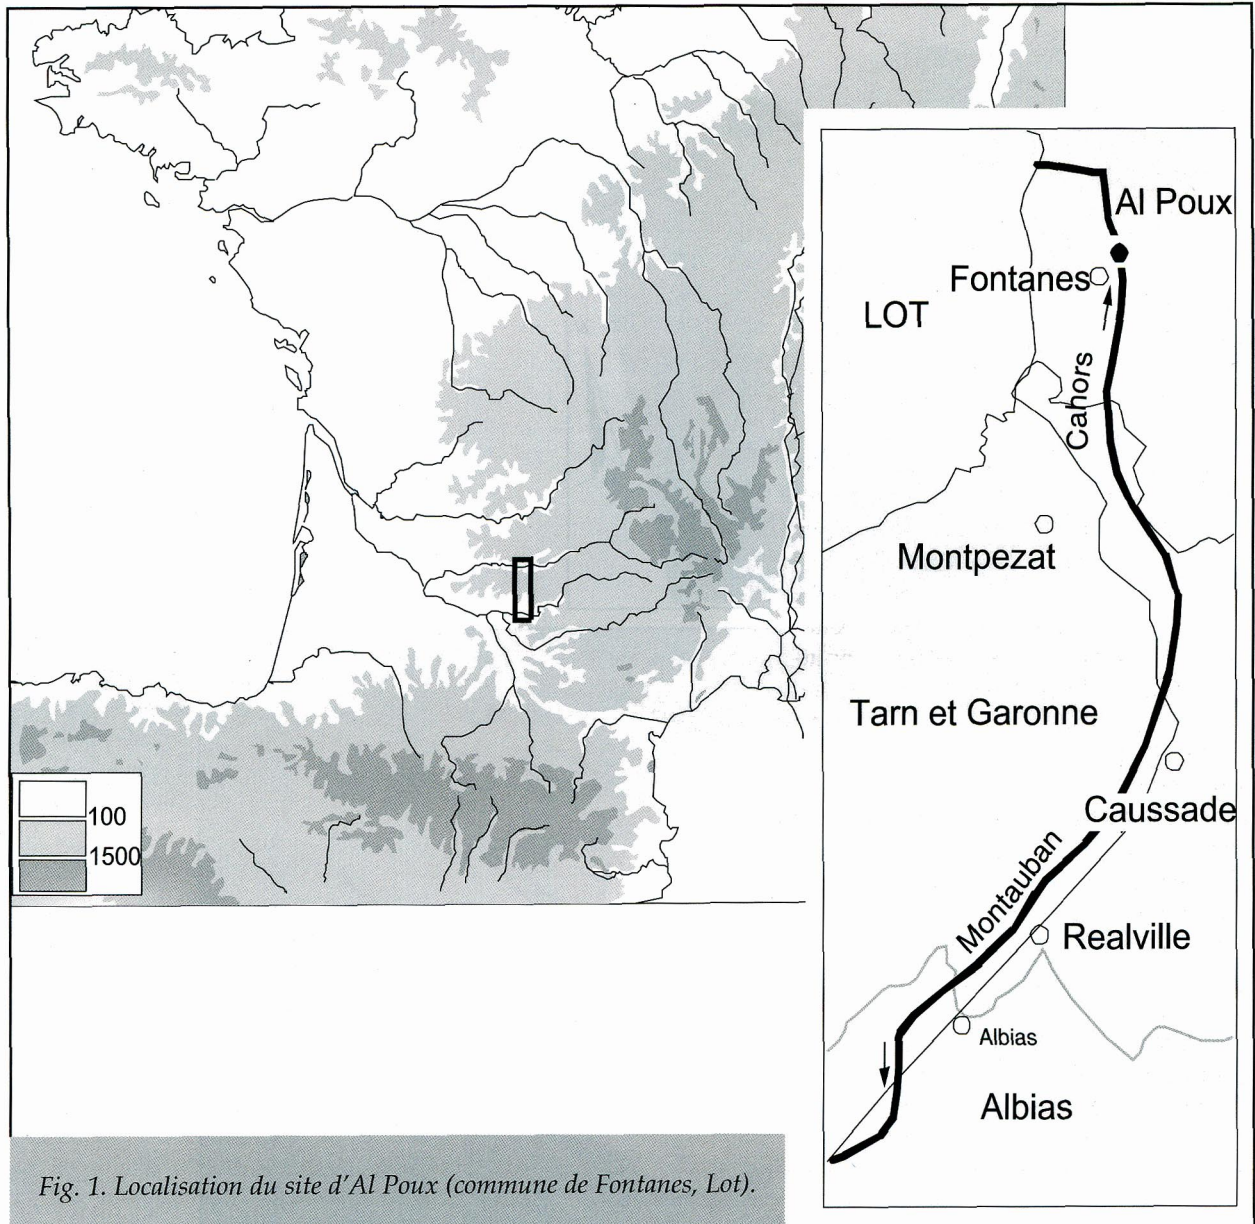 Al Poux
Fontanes
LOT
Cahors
Montpezat
Tarn et Garonne
Caussade
Montauban
Realville
Albias
Albias
100
1500
Fig. 1. Localisation du site d'Al Poux (commune de Fontanes, Lot).